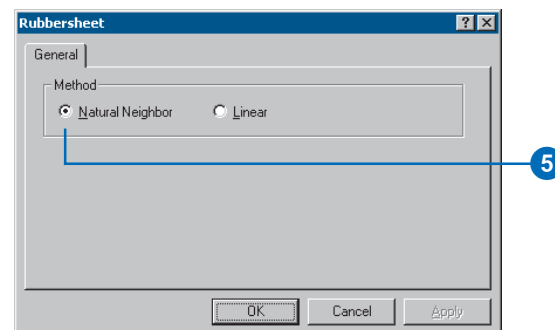 Rubbersheet
General
Method
Natural Neighbor Linear
5
OK Cancel Apply